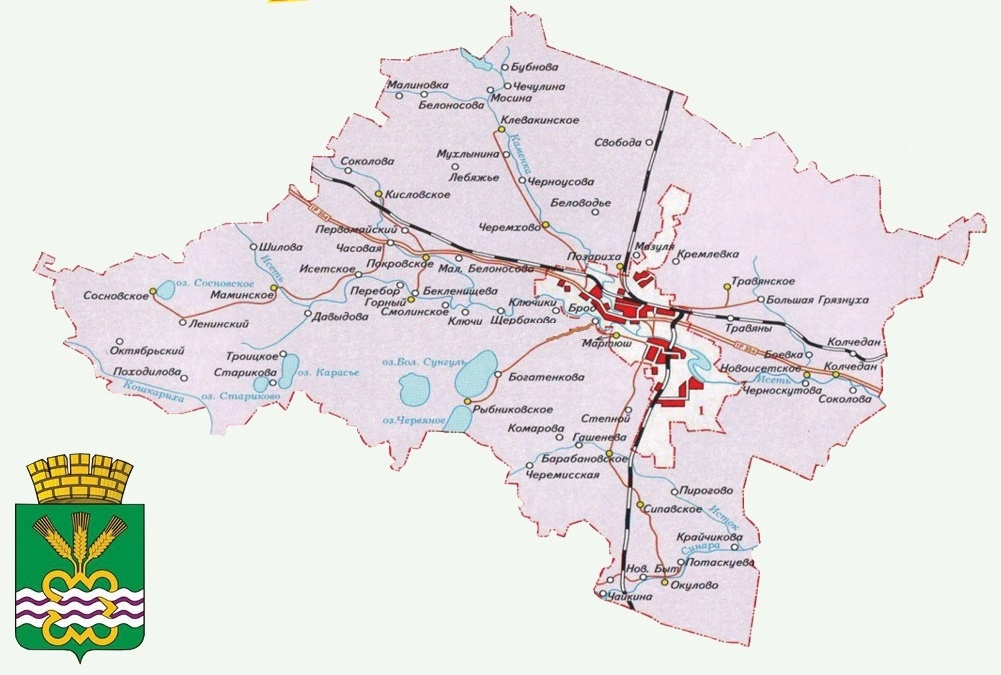 Бубнова
Чечулина
Малиновка
Мосина
Белоносова
Клевакинское
Каменка
Свобода
Мухлынина
Соколова
Лебяжье
Черноусова
Кисловское
Беловодье
Черемхова
Первомайский
Часовая
Мазуля
Шилова
Позариха
Кремлевка
Покровское
Мал. Белоносова
Исетское
Исеть
Травянское
оз. Сосновское
Перебор
Бекленищева
Сосновское
Маминское
Горный
Ключики
Большая Грязнуха
Смолинское
Брод
Давыдова
Ключи
Щербаково
Ленинский
Травяны
Мартюш
Колчедан
Октябрьский
Троицкое
Боевка
оз.Бол. Сунгуль
Новоисетское
Колчедан
Походилова
Старикова
оз. Карасье
Богатенкова
Исеть
Кошкариха
Черноскутова
оз. Стариково
Соколова
Рыбниковское
1
оз.Червяное
Степной
Комарова
Гашенева
Барабановское
Черемисская
Пирогово
Сипавское
Исток
Крайчикова
Синара
Потаскуева
Нов. Быт
Окулово
Чайкина